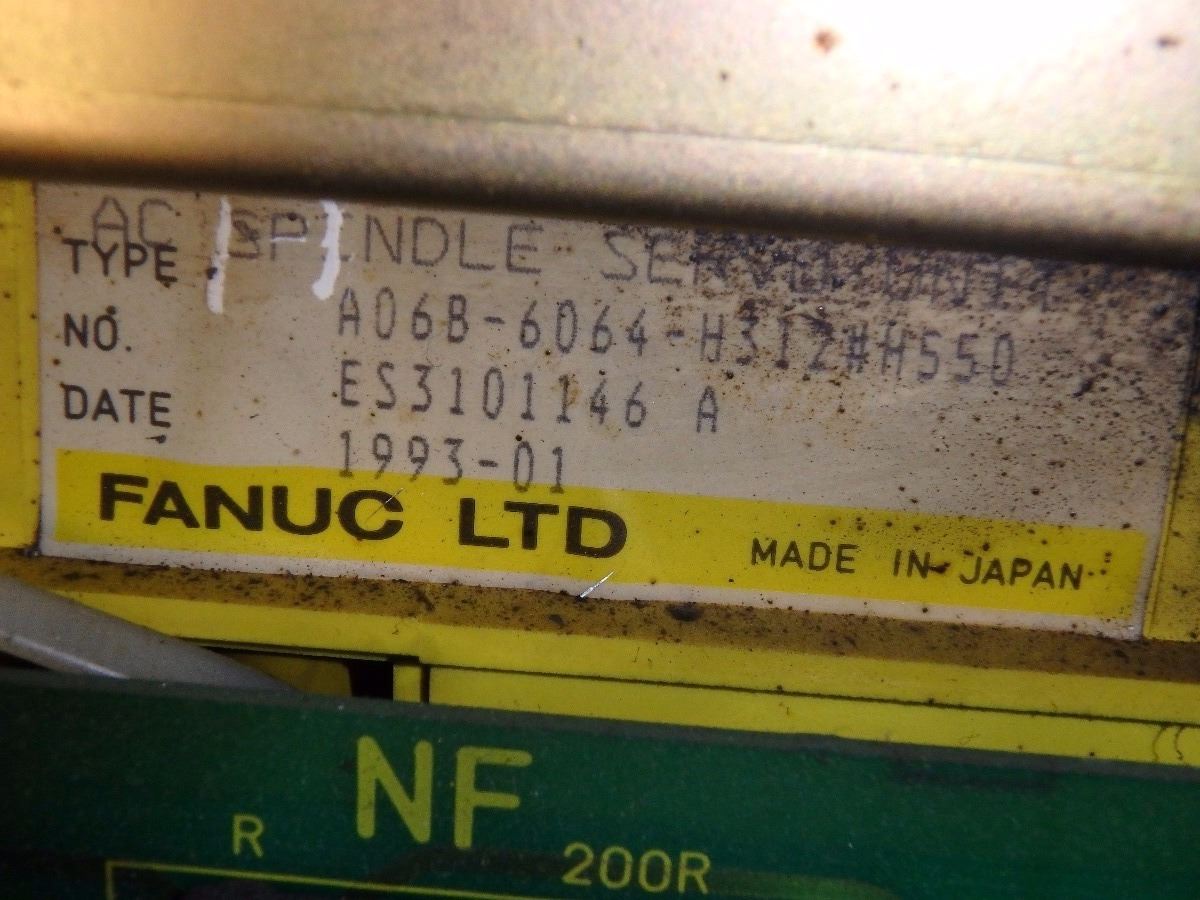 AC SPINDLE SERVO UNIT
TYPE A06B-6064-H312#H550
NO. ES3101146 A
DATE 1993-01
FANUC LTD MADE IN JAPAN
NF
R 200R